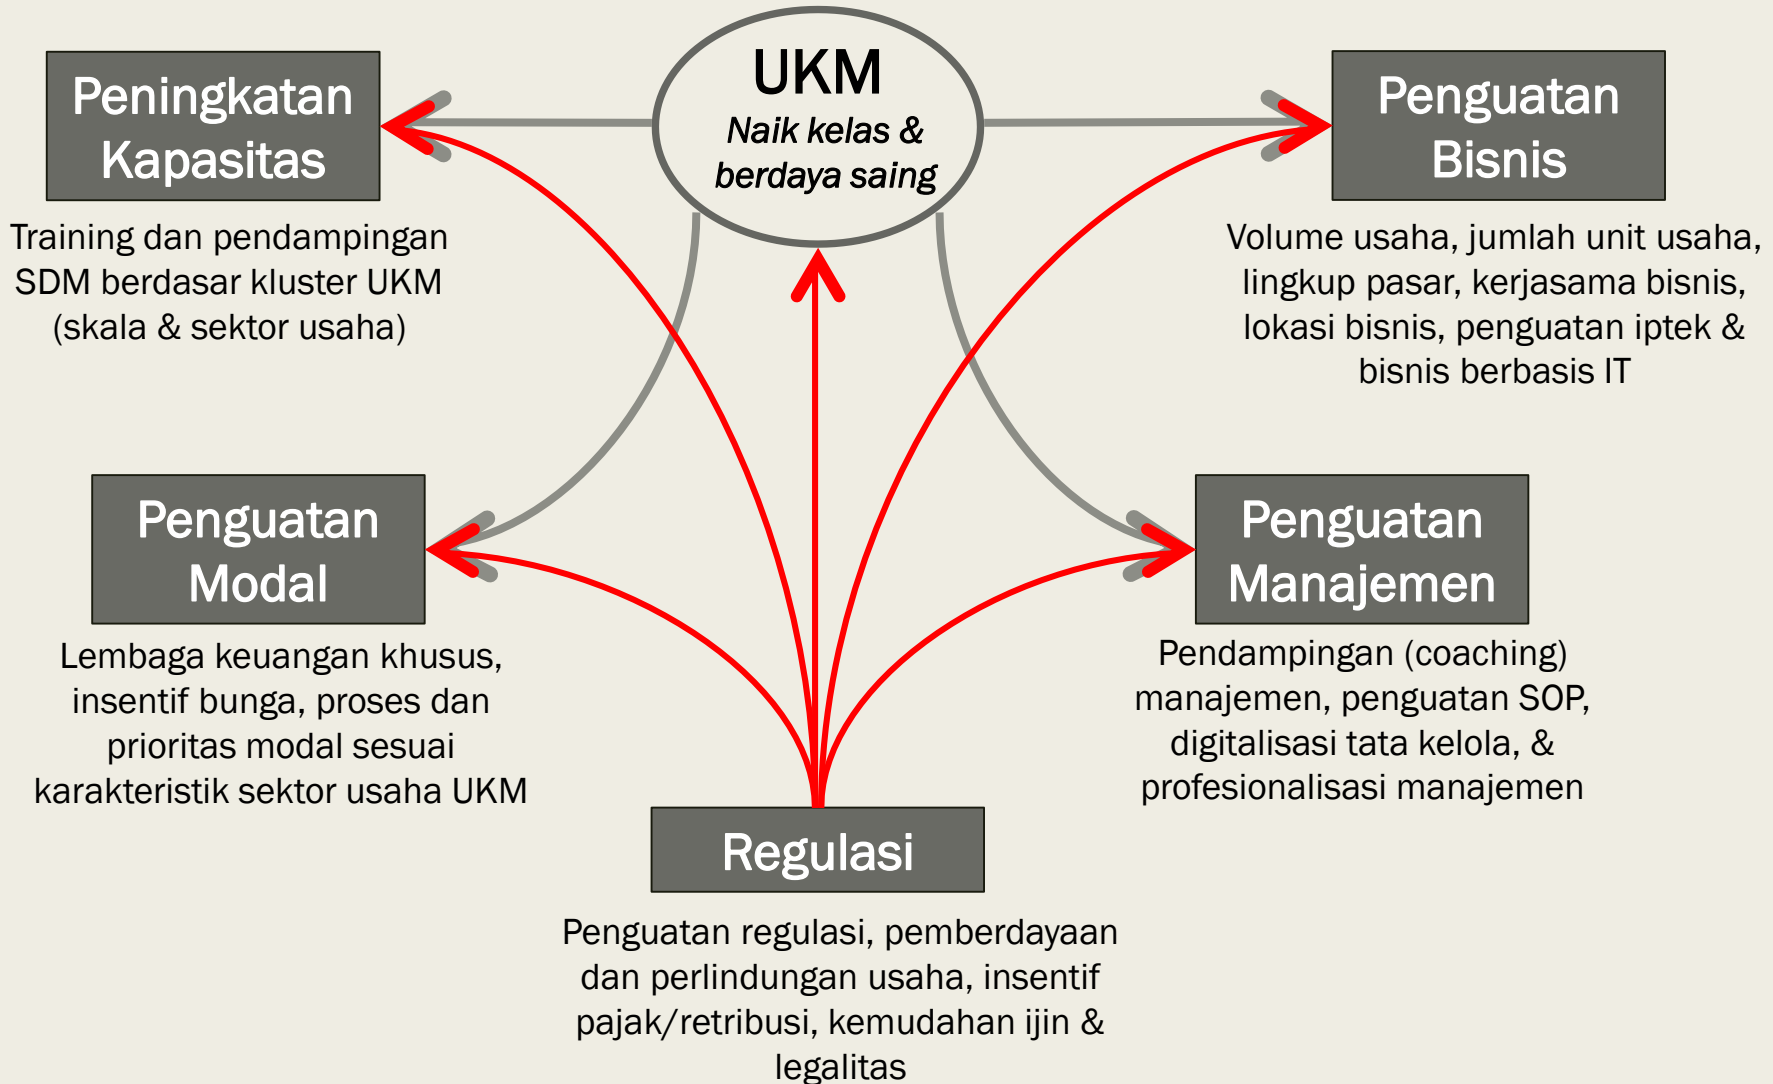 UKM
Naik kelas &
berdaya saing
Peningkatan
Kapasitas
Training dan pendampingan
SDM berdasar kluster UKM
(skala & sektor usaha)
Penguatan
Bisnis
Volume usaha, jumlah unit usaha,
lingkup pasar, kerjasama bisnis,
lokasi bisnis, penguatan iptek &
bisnis berbasis IT
Penguatan
Modal
Lembaga keuangan khusus,
insentif bunga, proses dan
prioritas modal sesuai
karakteristik sektor usaha UKM
Penguatan
Manajemen
Pendampingan (coaching)
manajemen, penguatan SOP,
digitalisasi tata kelola, &
profesionalisasi manajemen
Regulasi
Penguatan regulasi, pemberdayaan
dan perlindungan usaha, insentif
pajak/retribusi, kemudahan ijin &
legalitas